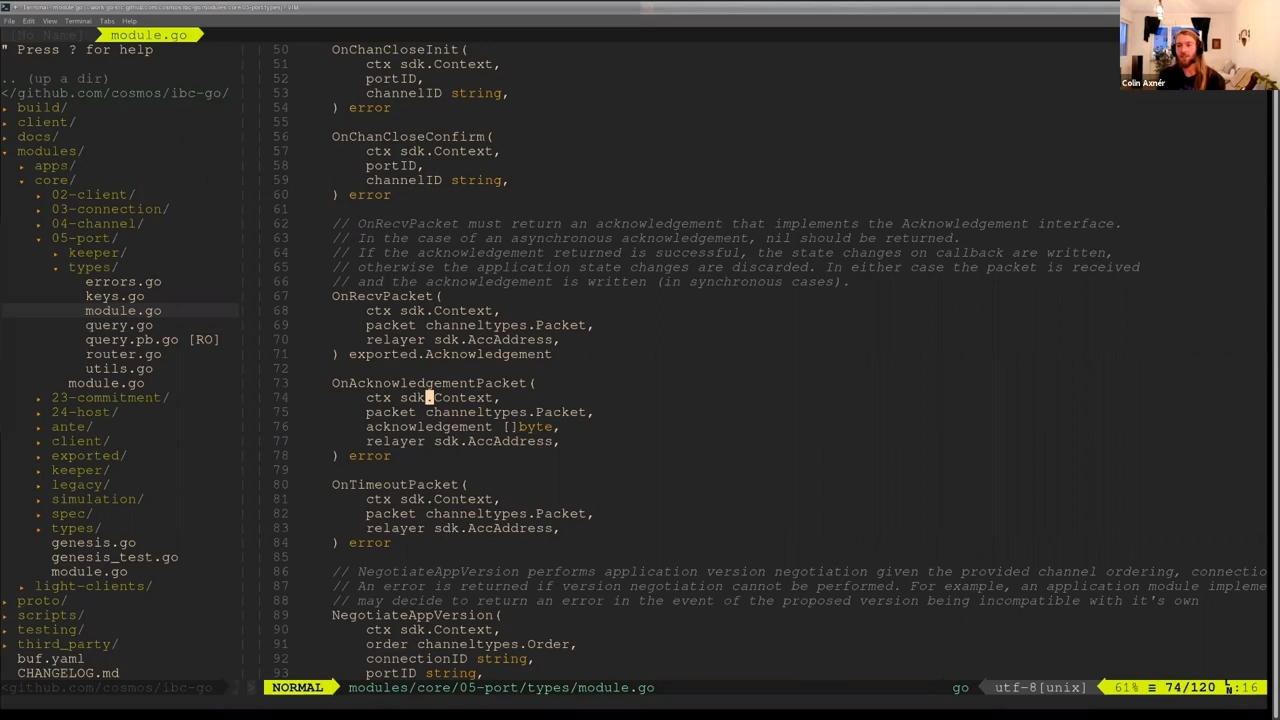 Terminal - module.go
File Edit View Terminal Tabs Help
[No Name] module.go
" Press ? for help
.. (up a dir)
</github.com/cosmos/ibc-go/
▸ build/
▸ client/
▸ docs/
▾ modules/
▸ apps/
▾ core/
▸ 02-client/
▸ 03-connection/
▸ 04-channel/
▾ 05-port/
▸ keeper/
▾ types/
errors.go
keys.go
module.go
query.go
query.pb.go [RO]
router.go
utils.go
module.go
▸ 23-commitment/
▸ 24-host/
▸ ante/
▸ client/
▸ exported/
▸ keeper/
▸ legacy/
▸ simulation/
▸ spec/
▸ types/
genesis.go
genesis_test.go
module.go
▸ light-clients/
▸ proto/
▸ scripts/
▸ testing/
▸ third_party/
buf.yaml
CHANGELOG.md
<github.com/cosmos/ibc-go
50 OnChanCloseInit(
51 ctx sdk.Context,
52 portID,
53 channelID string,
54 ) error
55
56 OnChanCloseConfirm(
57 ctx sdk.Context,
58 portID,
59 channelID string,
60 ) error
61
62 // OnRecvPacket must return an acknowledgement that implements the Acknowledgement interface.
63 // In the case of an asynchronous acknowledgement, nil should be returned.
64 // If the acknowledgement returned is successful, the state changes on callback are written,
65 // otherwise the application state changes are discarded. In either case the packet is received
66 // and the acknowledgement is written (in synchronous cases).
67 OnRecvPacket(
68 ctx sdk.Context,
69 packet channeltypes.Packet,
70 relayer sdk.AccAddress,
71 ) exported.Acknowledgement
72
73 OnAcknowledgementPacket(
74 ctx sdk.Context,
75 packet channeltypes.Packet,
76 acknowledgement []byte,
77 relayer sdk.AccAddress,
78 ) error
79
80 OnTimeoutPacket(
81 ctx sdk.Context,
82 packet channeltypes.Packet,
83 relayer sdk.AccAddress,
84 ) error
85
86 // NegotiateAppVersion performs application version negotiation given the provided channel ordering, connectio
87 // An error is returned if version negotiation cannot be performed. For example, an application module impleme
88 // may decide to return an error in the event of the proposed version being incompatible with it's own
89 NegotiateAppVersion(
90 ctx sdk.Context,
91 order channeltypes.Order,
92 connectionID string,
93 portID string,
NORMAL modules/core/05-port/types/module.go go utf-8[unix] 61% ≡ 74/120 LN:16
Colin Axnér